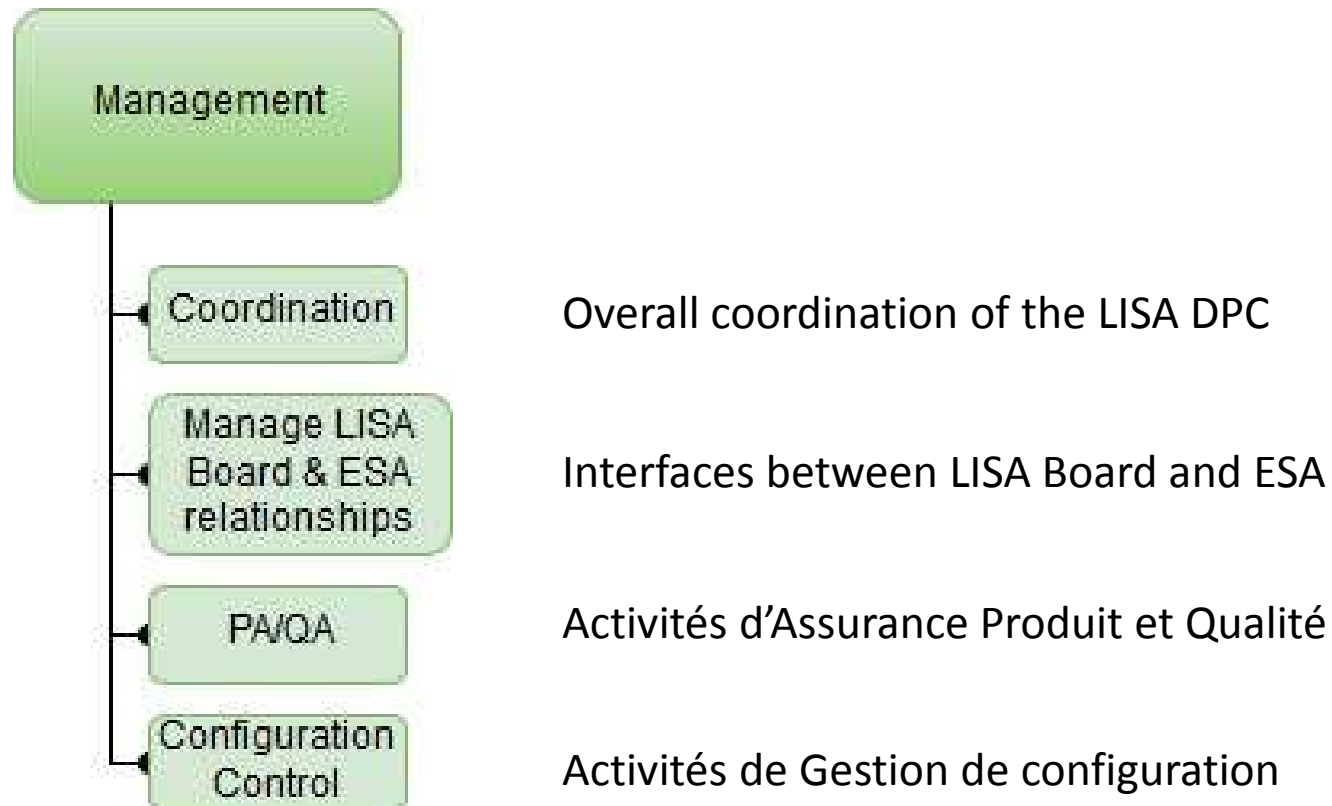 Management
Coordination
Overall coordination of the LISA DPC
Manage LISA
Board & ESA
relationships
Interfaces between LISA Board and ESA
PA/QA
Activités d’Assurance Produit et Qualité
Configuration
Control
Activités de Gestion de configuration